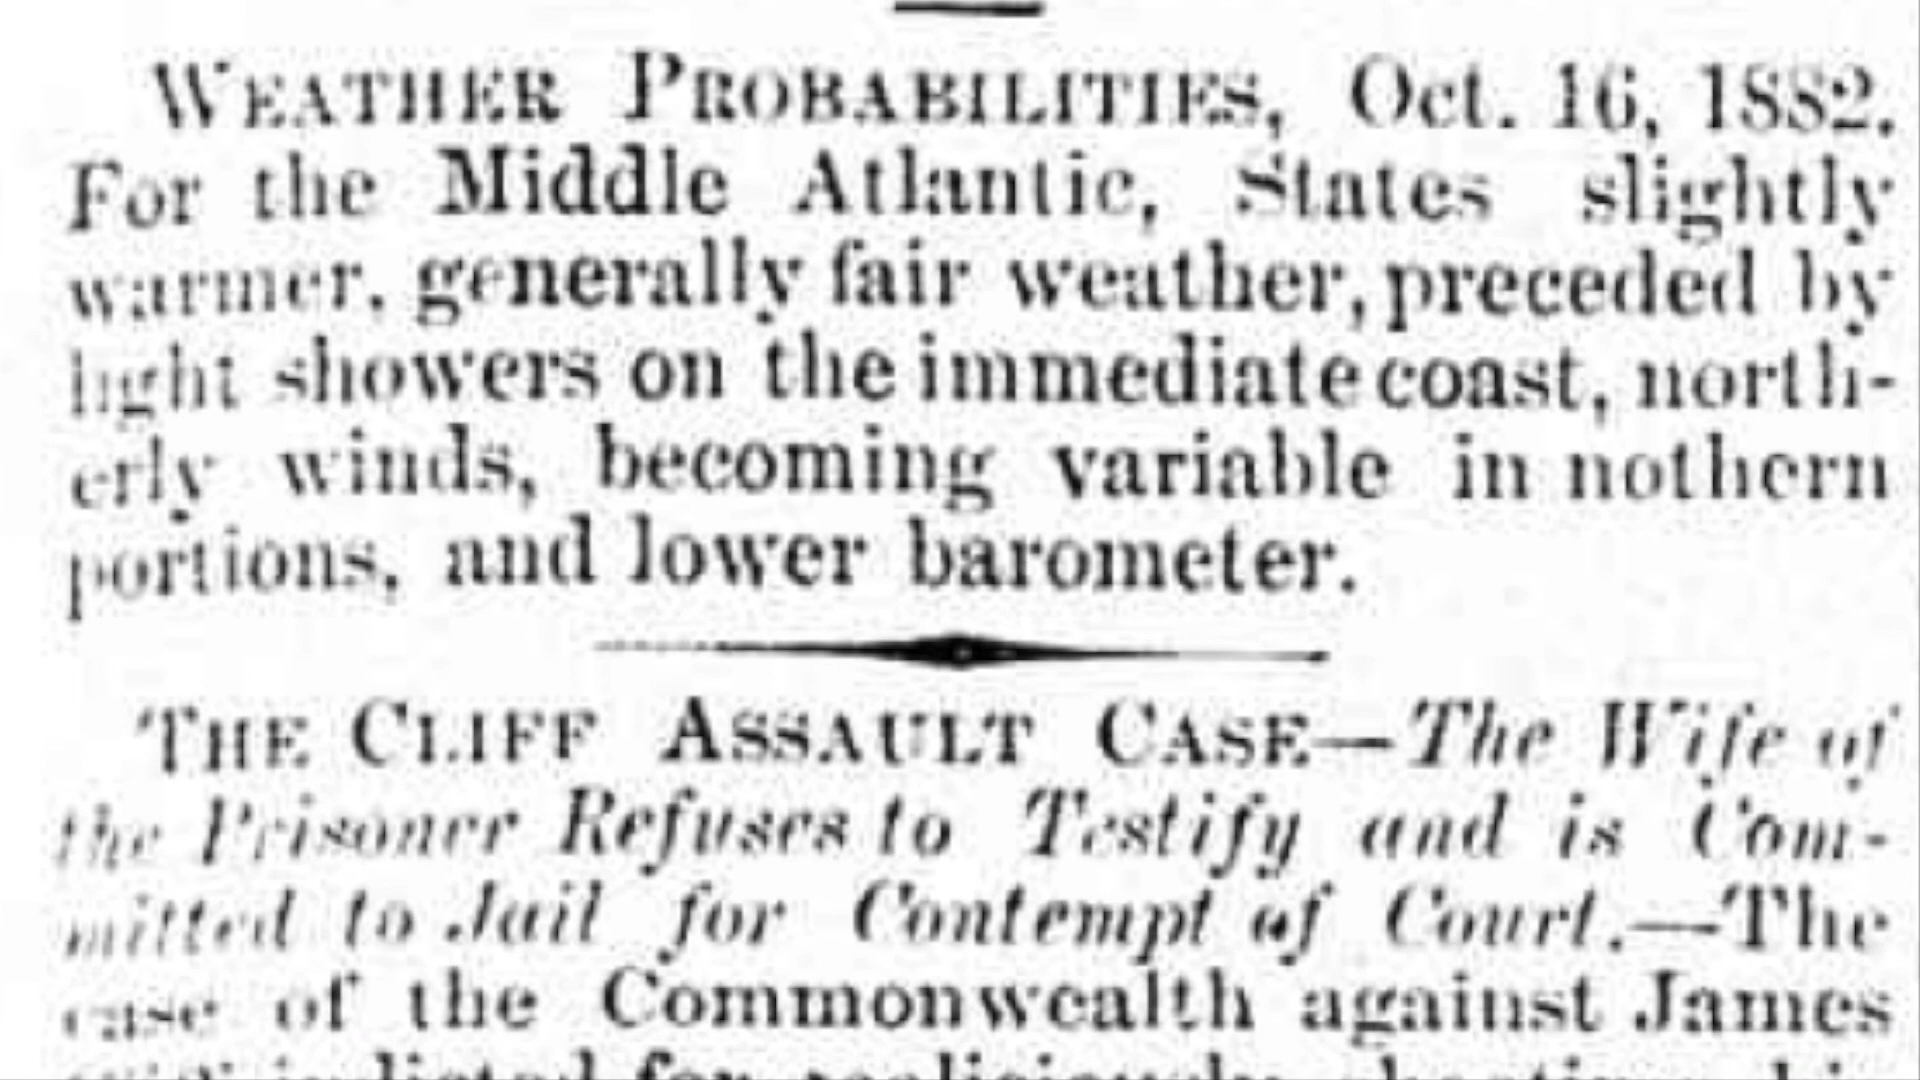 WEATHER PROBABILITIES, Oct. 16, 1882.
For the Middle Atlantic, States slightly
warmer, generally fair weather, preceded by
light showers on the immediate coast, north-
erly winds, becoming variable in nothern
portions, and lower barometer.
THE CLIFF ASSAULT CASE—The Wife of
the Prisoner Refuses to Testify and is Com-
mitted to Jail for Contempt of Court.—The
case of the Commonwealth against James
for maliciously